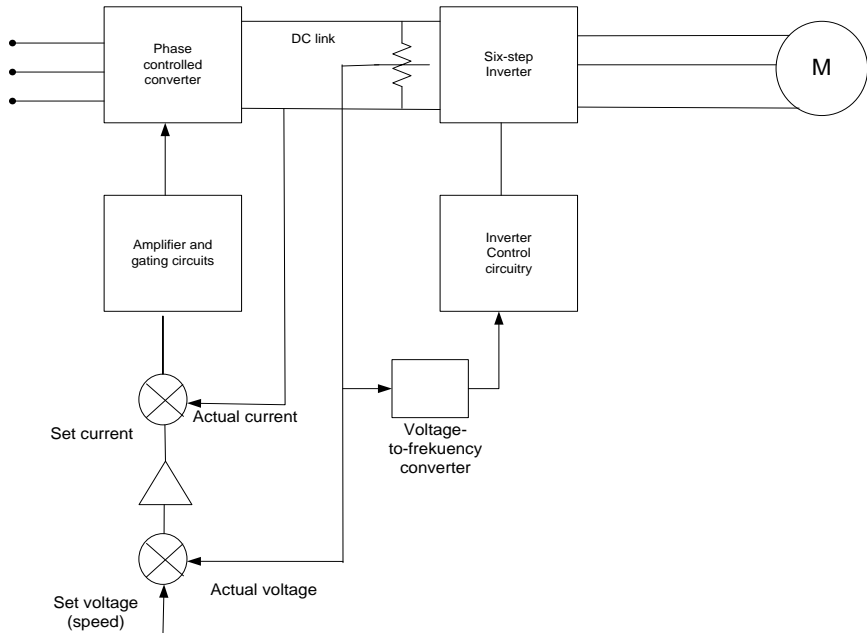 Phase
controlled
converter
DC link
Six-step
Inverter
M
Amplifier and
gating circuits
Inverter
Control
circuitry
Actual current
Set current
Voltage-
to-frekuency
converter
Actual voltage
Set voltage
(speed)